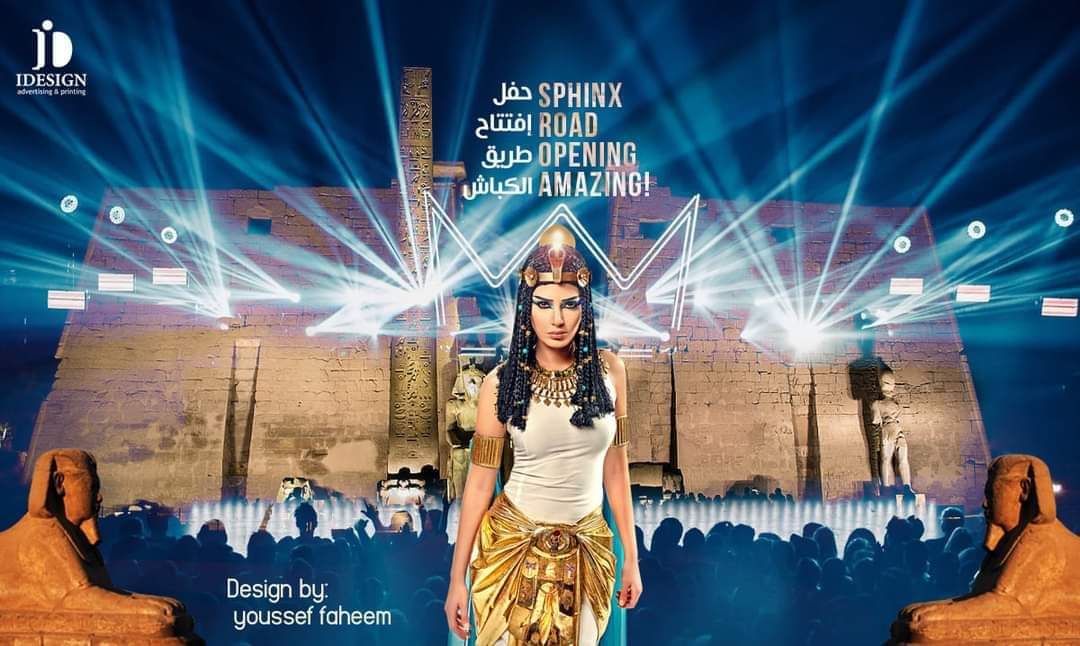 IDESIGN
advertising & printing
حفل
إفتتاح
طريق
الكباش
SPHINX
ROAD
OPENING
AMAZING!
Design by:
youssef faheem